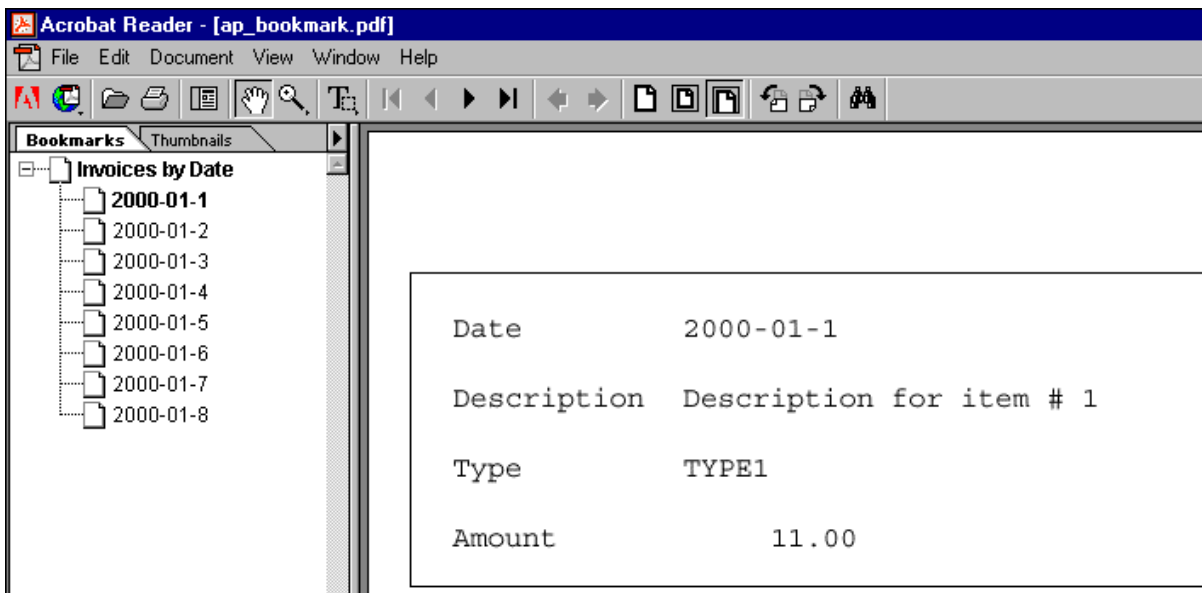 Acrobat Reader - [ap_bookmark.pdf]
File Edit Document View Window Help
Bookmarks Thumbnails
Invoices by Date
2000-01-1
2000-01-2
2000-01-3
2000-01-4
2000-01-5
2000-01-6
2000-01-7
2000-01-8
Date 2000-01-1
Description Description for item # 1
Type TYPE1
Amount 11.00